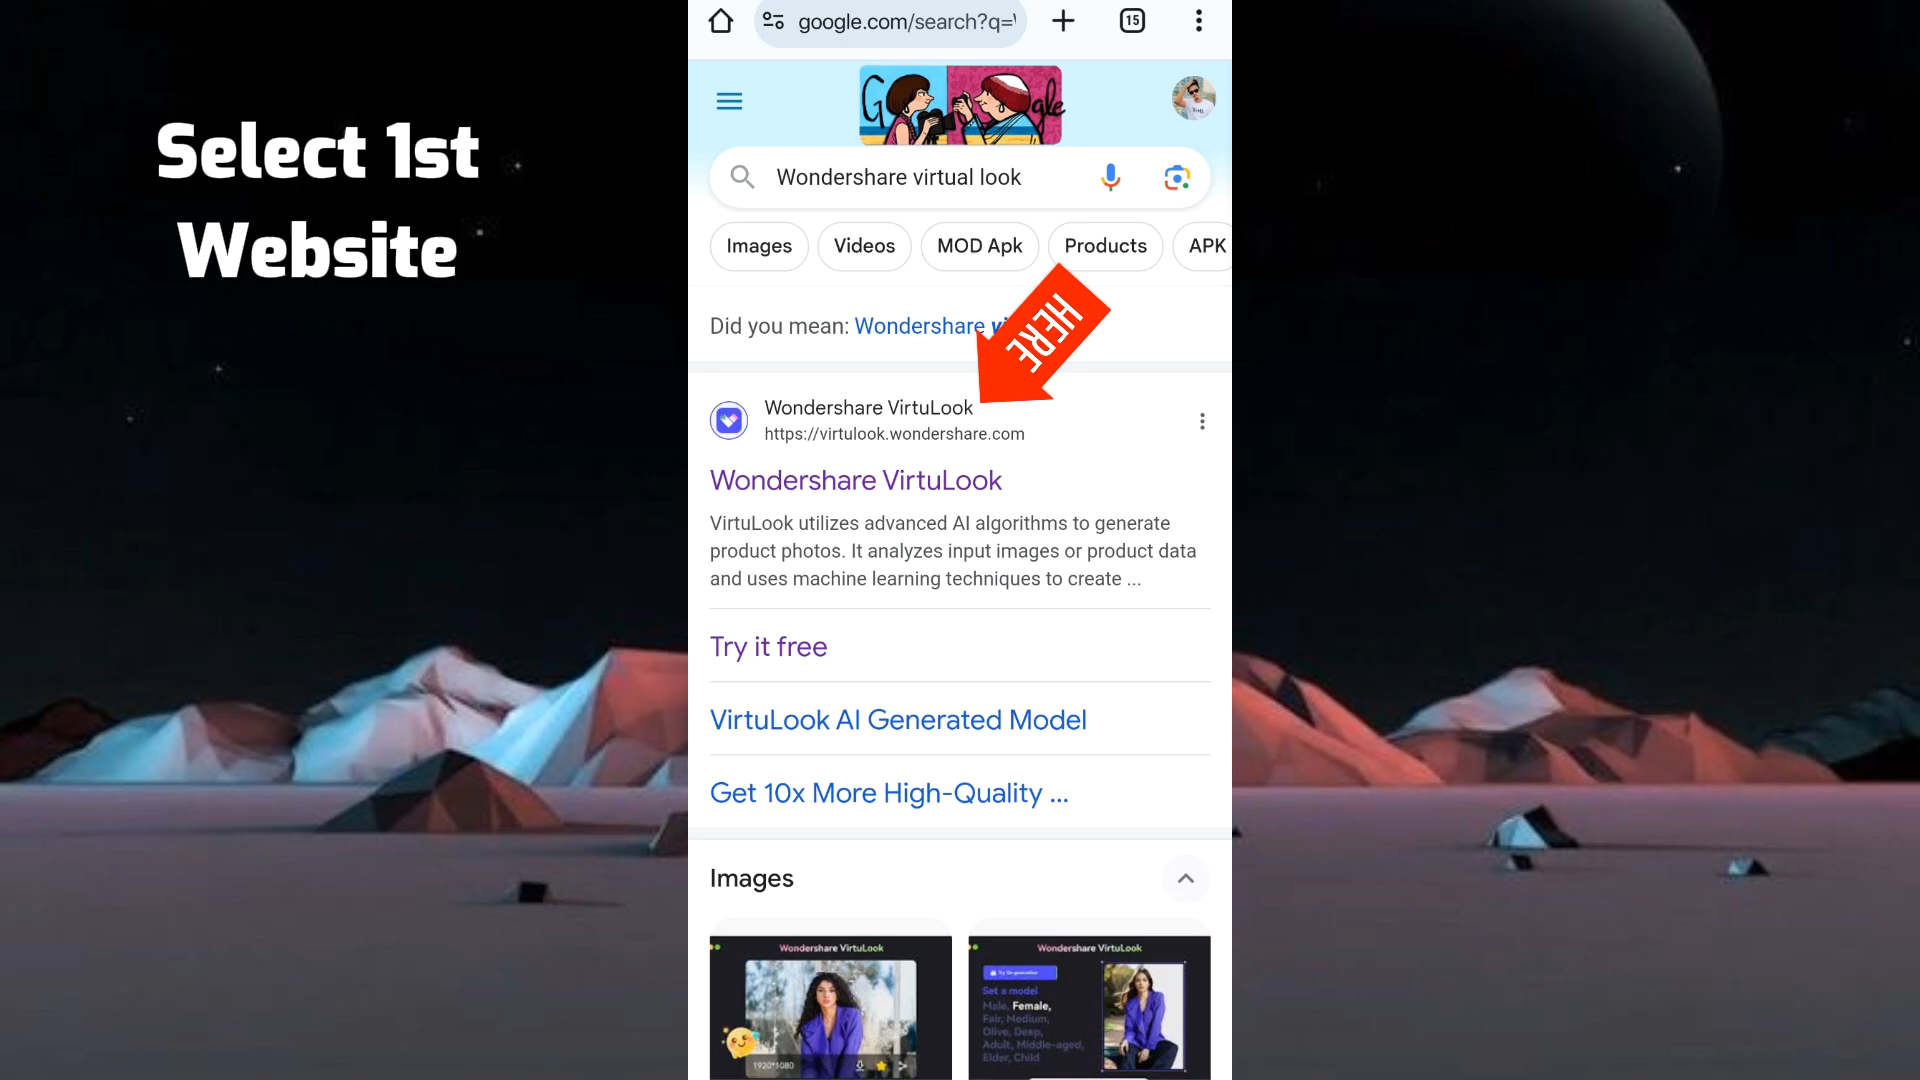 Select 1st
Website
google.com/search?q=
15
Google
Wondershare virtual look
Images
Videos
MOD Apk
Products
APK
Did you mean: Wondershare vi
HERE
Wondershare VirtuLook
https://virtulook.wondershare.com
Wondershare VirtuLook
VirtuLook utilizes advanced AI algorithms to generate
product photos. It analyzes input images or product data
and uses machine learning techniques to create ...
Try it free
VirtuLook AI Generated Model
Get 10x More High-Quality ...
Images
Wondershare VirtuLook
1920*1080
Wondershare VirtuLook
Set a model
Male, Female,
Fair, Medium,
Olive, Deep,
Adult, Middle-aged,
Elder, Child